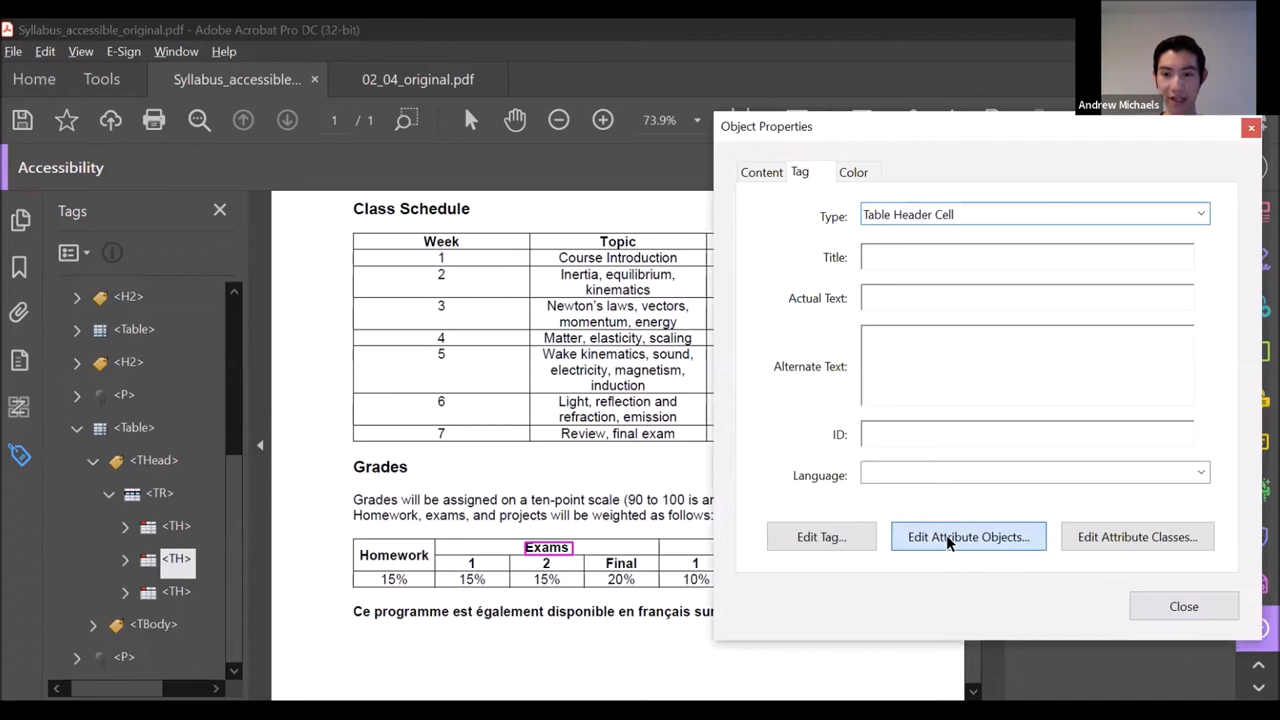 Syllabus_accessible_original.pdf - Adobe Acrobat Pro DC (32-bit)
File Edit View E-Sign Window Help
Home Tools Syllabus_accessible... × 02_04_original.pdf
1 / 1 73.9%
Andrew Michaels
Accessibility
Tags
<H2>
<Table>
<H2>
<P>
<Table>
<THead>
<TR>
<TH>
<TH>
<TH>
<TBody>
<P>
Class Schedule
Week Topic
1 Course Introduction
2 Inertia, equilibrium,
kinematics
3 Newton's laws, vectors,
momentum, energy
4 Matter, elasticity, scaling
5 Wake kinematics, sound,
electricity, magnetism,
induction
6 Light, reflection and
refraction, emission
7 Review, final exam
Grades
Grades will be assigned on a ten-point scale (90 to 100 is an
Homework, exams, and projects will be weighted as follows:
Homework Exams
1 2 Final 1
15% 15% 15% 20% 10%
Ce programme est également disponible en français sur
Object Properties
Content Tag Color
Type: Table Header Cell
Title:
Actual Text:
Alternate Text:
ID:
Language:
Edit Tag... Edit Attribute Objects... Edit Attribute Classes...
Close